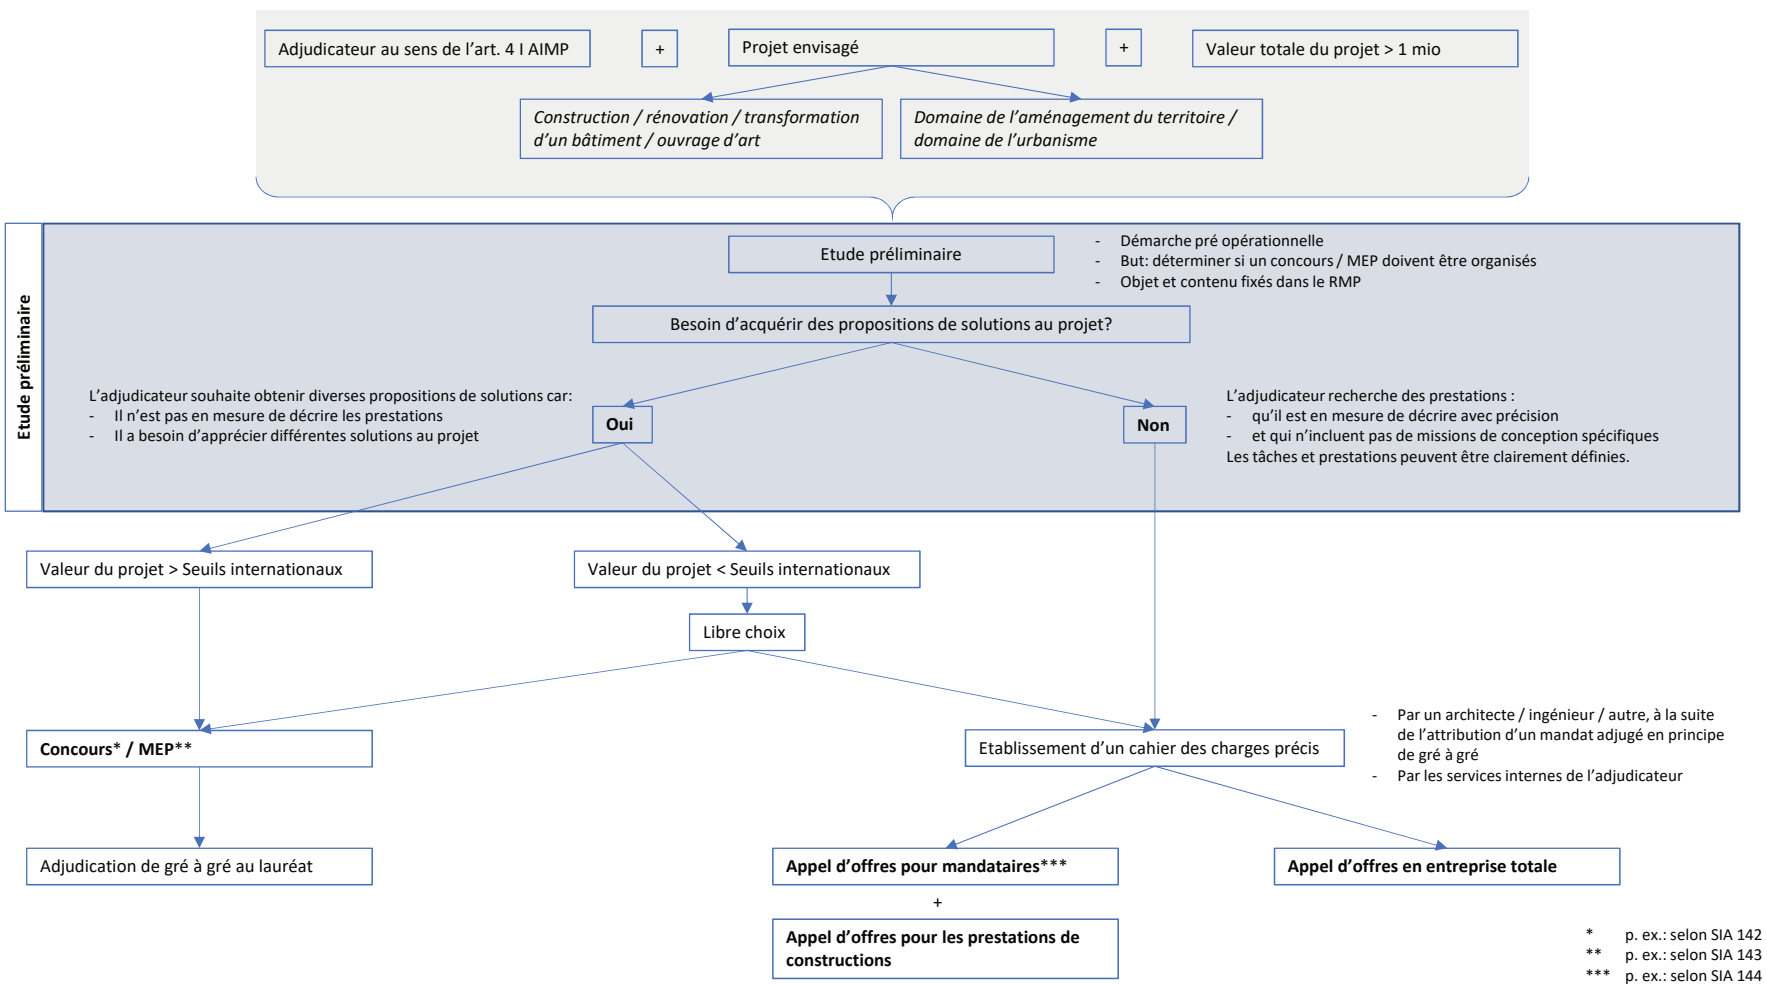 Adjudicateur au sens de l’art. 4 I AIMP
+
Projet envisagé
+
Valeur totale du projet > 1 mio
Construction / rénovation / transformation
d’un bâtiment / ouvrage d’art
Domaine de l’aménagement du territoire /
domaine de l’urbanisme
Etude préliminaire
Etude préliminaire
- Démarche pré opérationnelle
- But: déterminer si un concours / MEP doivent être organisés
- Objet et contenu fixés dans le RMP
Besoin d’acquérir des propositions de solutions au projet?
L’adjudicateur souhaite obtenir diverses propositions de solutions car:
- Il n’est pas en mesure de décrire les prestations
- Il a besoin d’apprécier différentes solutions au projet
Oui
Non
L’adjudicateur recherche des prestations :
- qu’il est en mesure de décrire avec précision
- et qui n’incluent pas de missions de conception spécifiques
Les tâches et prestations peuvent être clairement définies.
Valeur du projet > Seuils internationaux
Valeur du projet < Seuils internationaux
Libre choix
Concours* / MEP**
Etablissement d’un cahier des charges précis
- Par un architecte / ingénieur / autre, à la suite
de l’attribution d’un mandat adjugé en principe
de gré à gré
- Par les services internes de l’adjudicateur
Adjudication de gré à gré au lauréat
Appel d’offres pour mandataires***
Appel d’offres en entreprise totale
+
Appel d’offres pour les prestations de
constructions
* p. ex.: selon SIA 142
** p. ex.: selon SIA 143
*** p. ex.: selon SIA 144